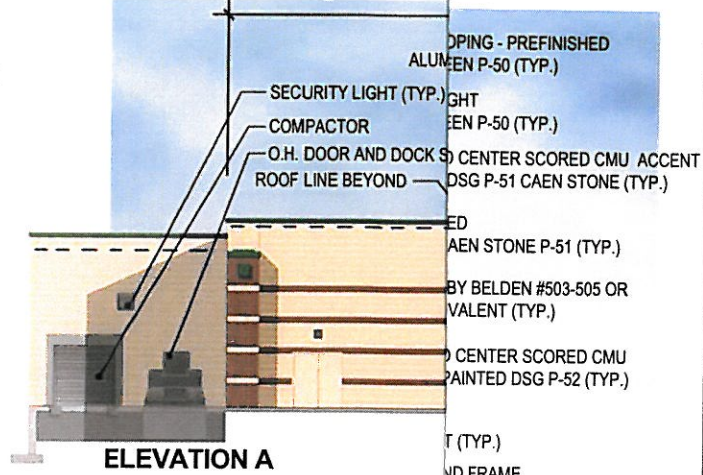 OPING - PREFINISHED
EEN P-50 (TYP.)
SECURITY LIGHT (TYP.)
GHT
EEN P-50 (TYP.)
COMPACTOR
O.H. DOOR AND DOCK
CENTER SCORED CMU ACCENT
ROOF LINE BEYOND
DSG P-51 CAEN STONE (TYP.)
ED
AEN STONE P-51 (TYP.)
BY BELDEN #503-505 OR
VALENT (TYP.)
CENTER SCORED CMU
PAINTED DSG P-52 (TYP.)
T (TYP.)
ELEVATION A
ND FRAME